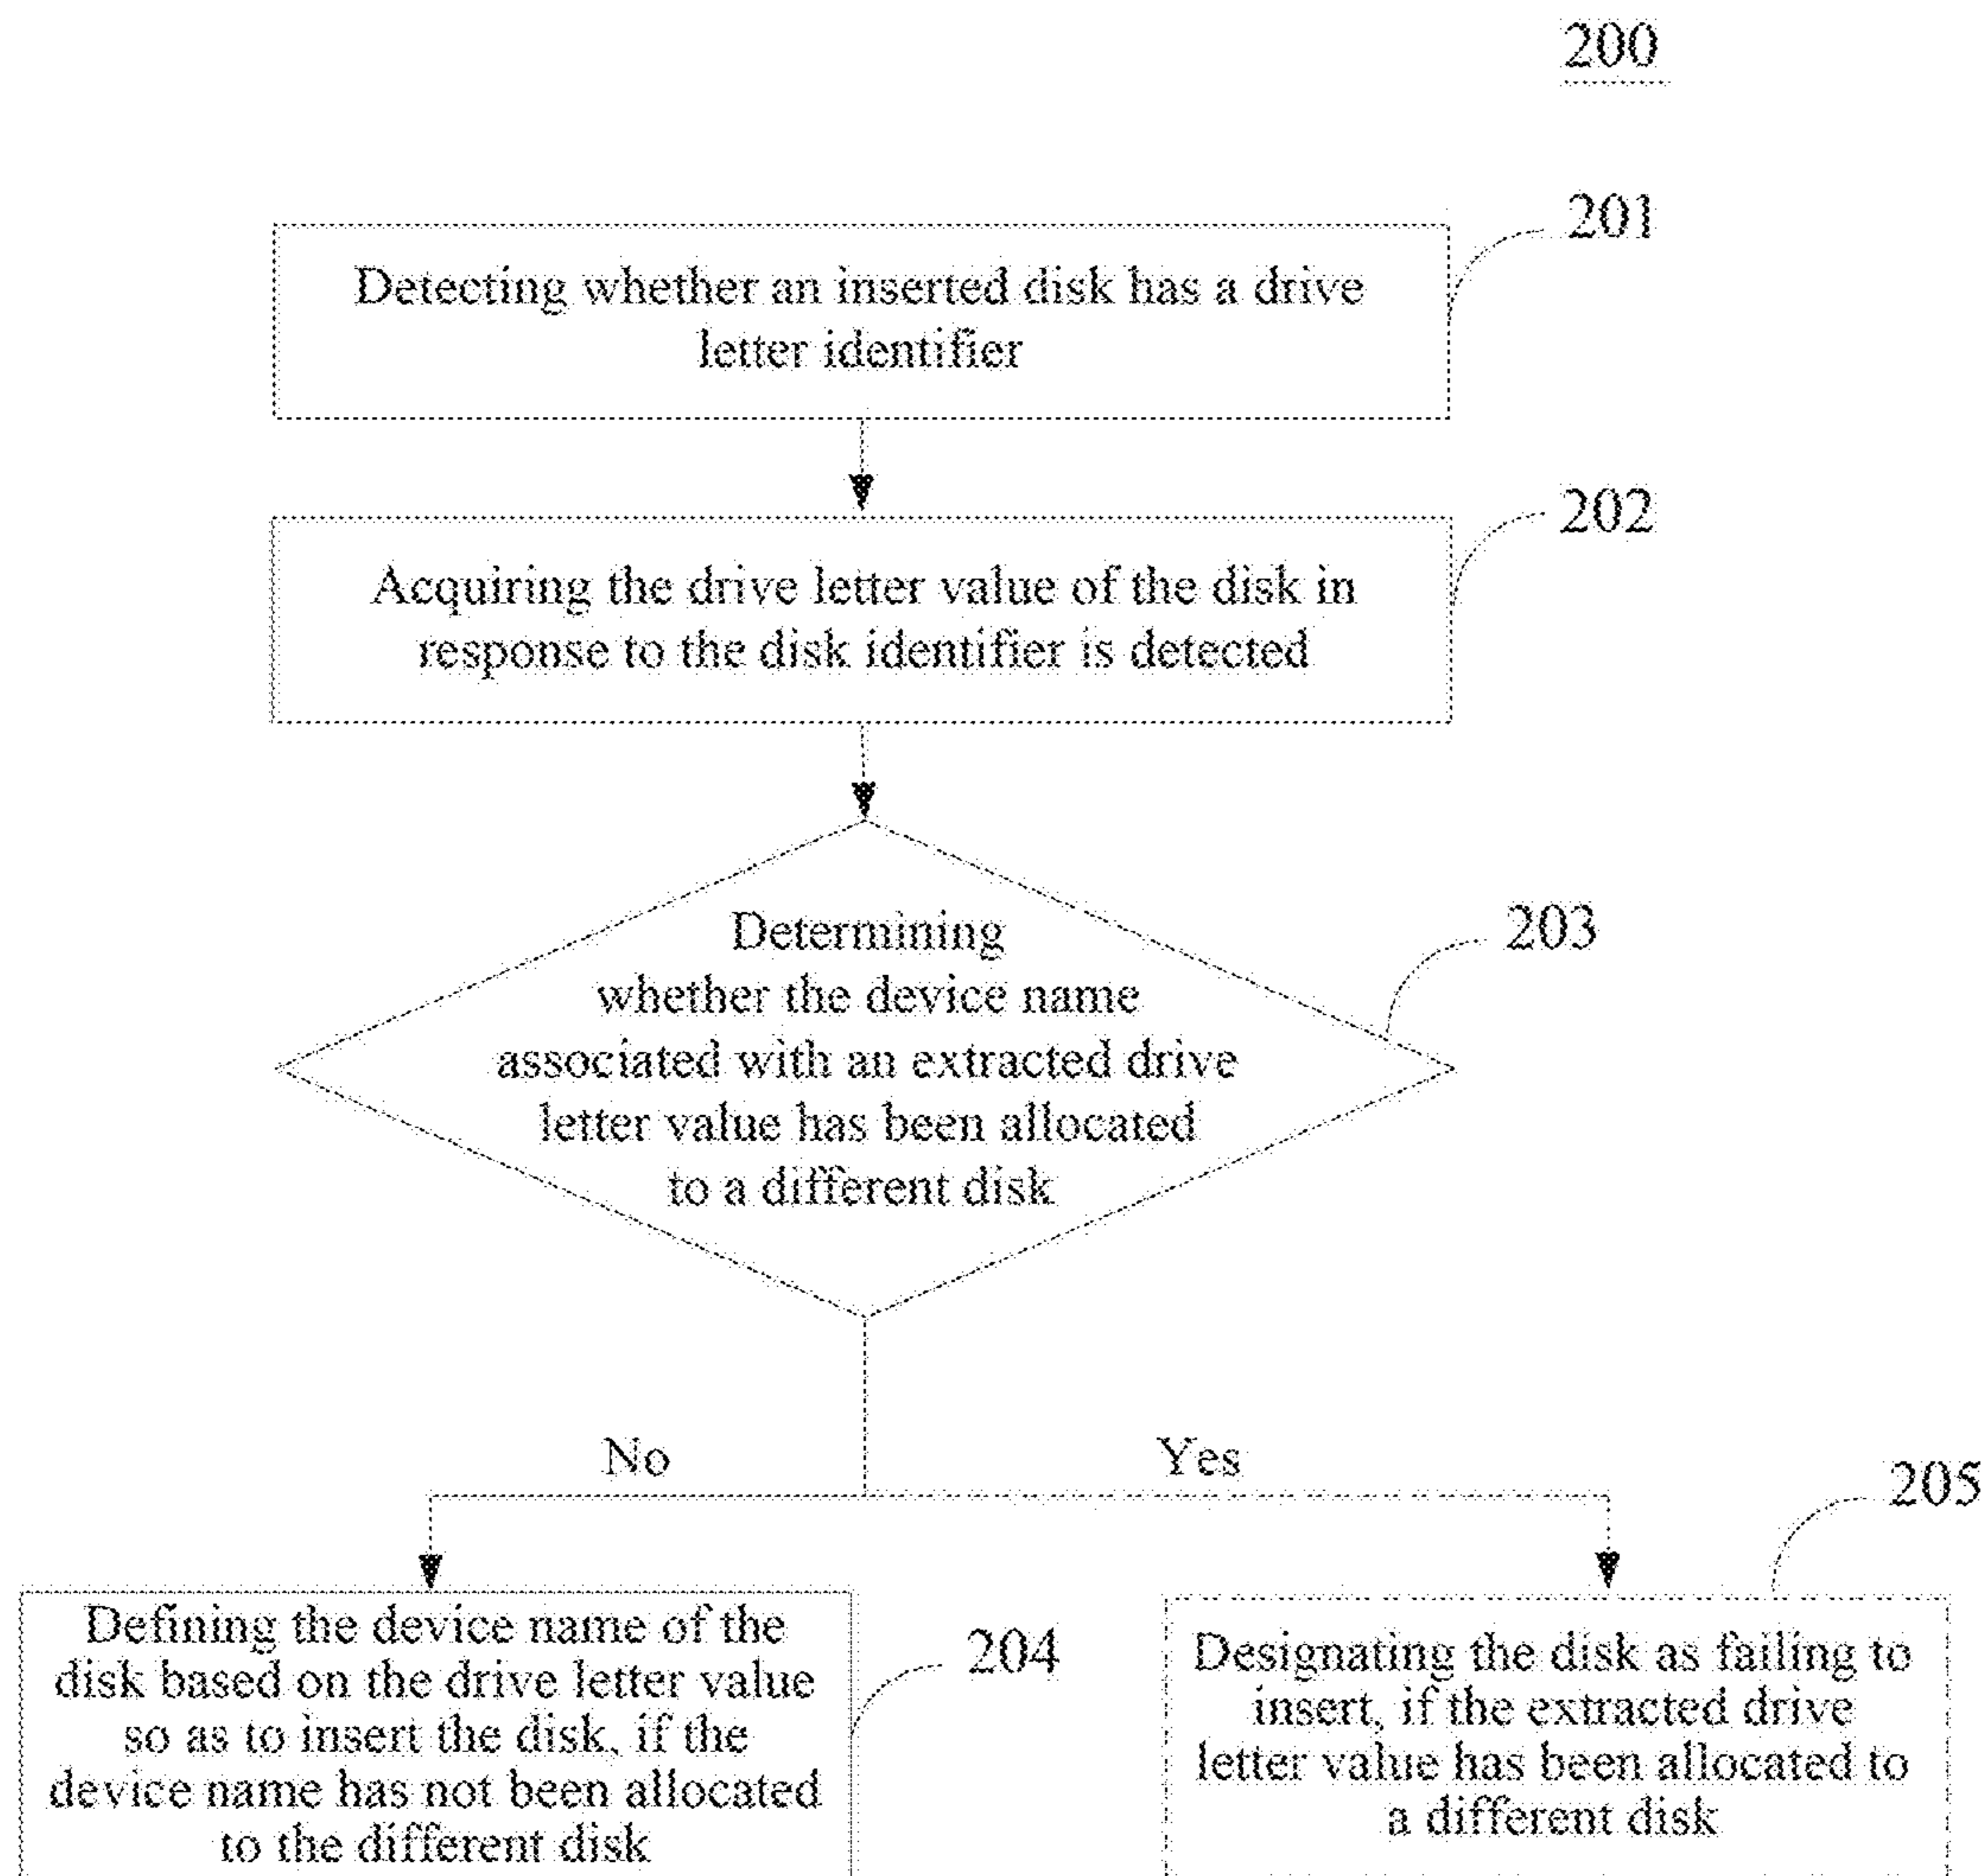 200
201
Detecting whether an inserted disk has a drive
letter identifier
202
Acquiring the drive letter value of the disk in
response to the disk identifier is detected
203
Determining
whether the device name
associated with an extracted drive
letter value has been allocated
to a different disk
No
Yes
205
204
Defining the device name of the
disk based on the drive letter value
so as to insert the disk, if the
device name has not been allocated
to the different disk
Designating the disk as failing to
insert, if the extracted drive
letter value has been allocated to
a different disk